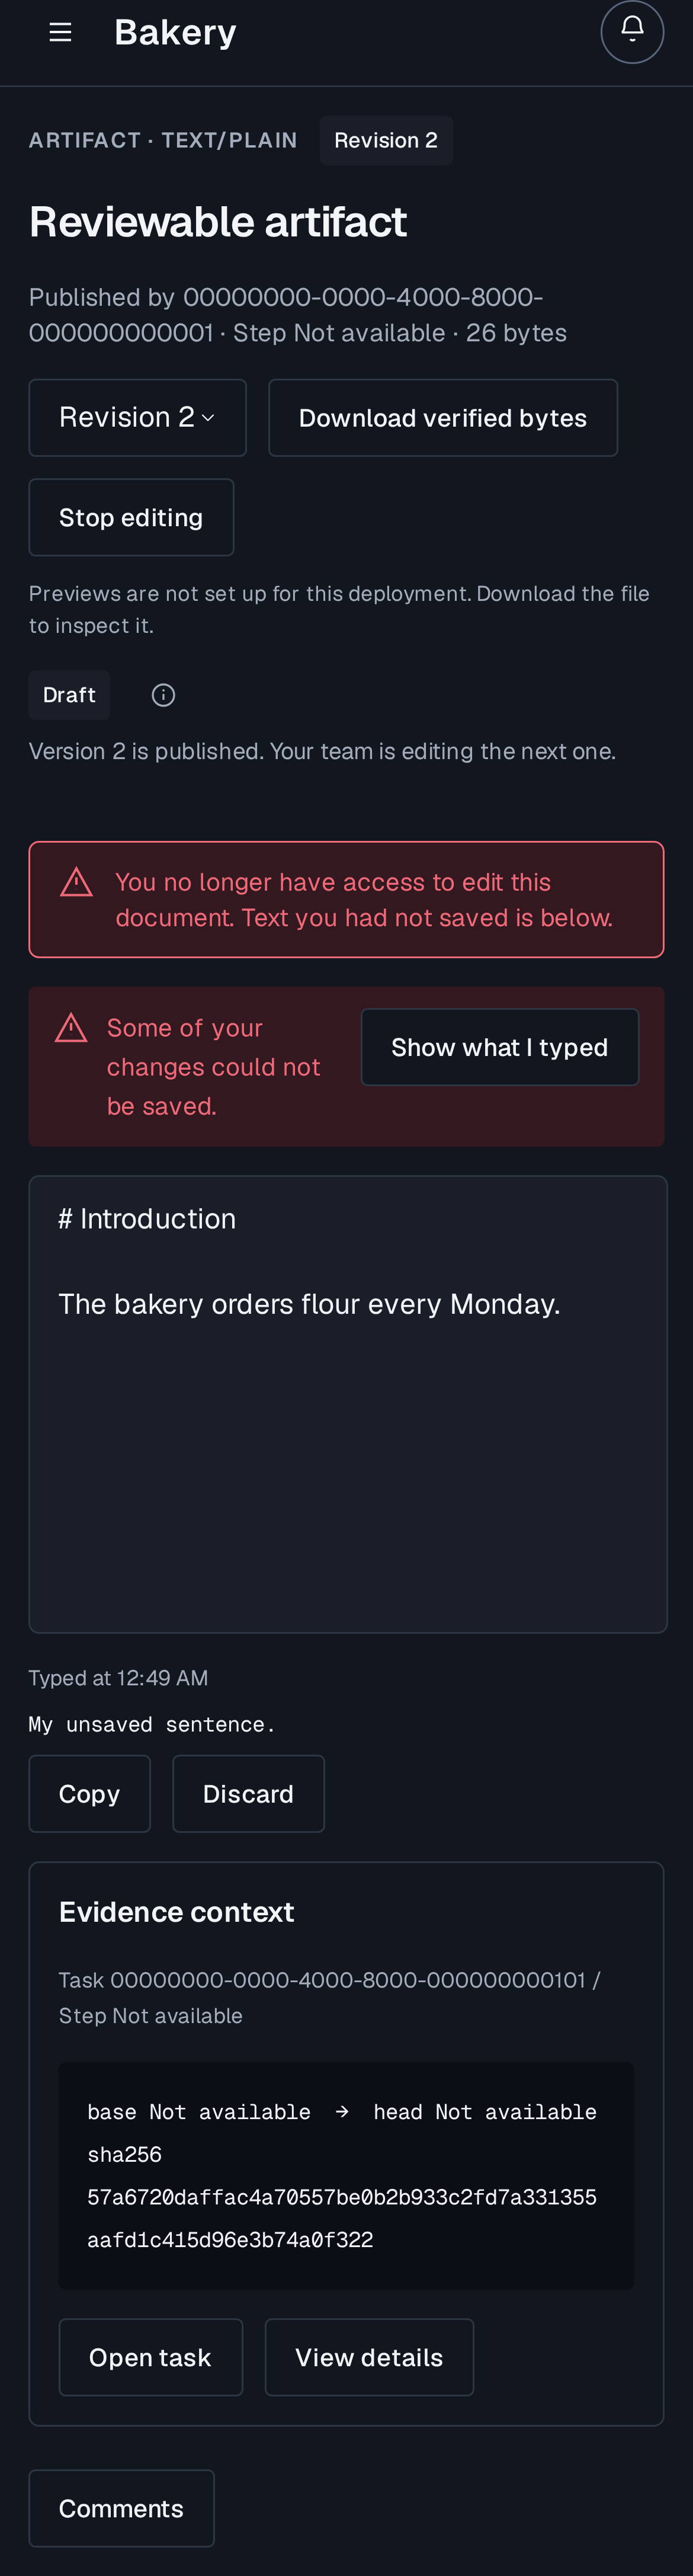 Bakery
ARTIFACT · TEXT/PLAIN Revision 2
Reviewable artifact
Published by 00000000-0000-4000-8000-
000000000001 · Step Not available · 26 bytes
Revision 2 Download verified bytes
Stop editing
Previews are not set up for this deployment. Download the file
to inspect it.
Draft
Version 2 is published. Your team is editing the next one.
You no longer have access to edit this
document. Text you had not saved is below.
Some of your
changes could not
be saved.
Show what I typed
# Introduction
The bakery orders flour every Monday.
Typed at 12:49 AM
My unsaved sentence.
Copy Discard
Evidence context
Task 00000000-0000-4000-8000-000000000101 /
Step Not available
base Not available → head Not available
sha256
57a6720daffac4a70557be0b2b933c2fd7a331355
aafd1c415d96e3b74a0f322
Open task View details
Comments